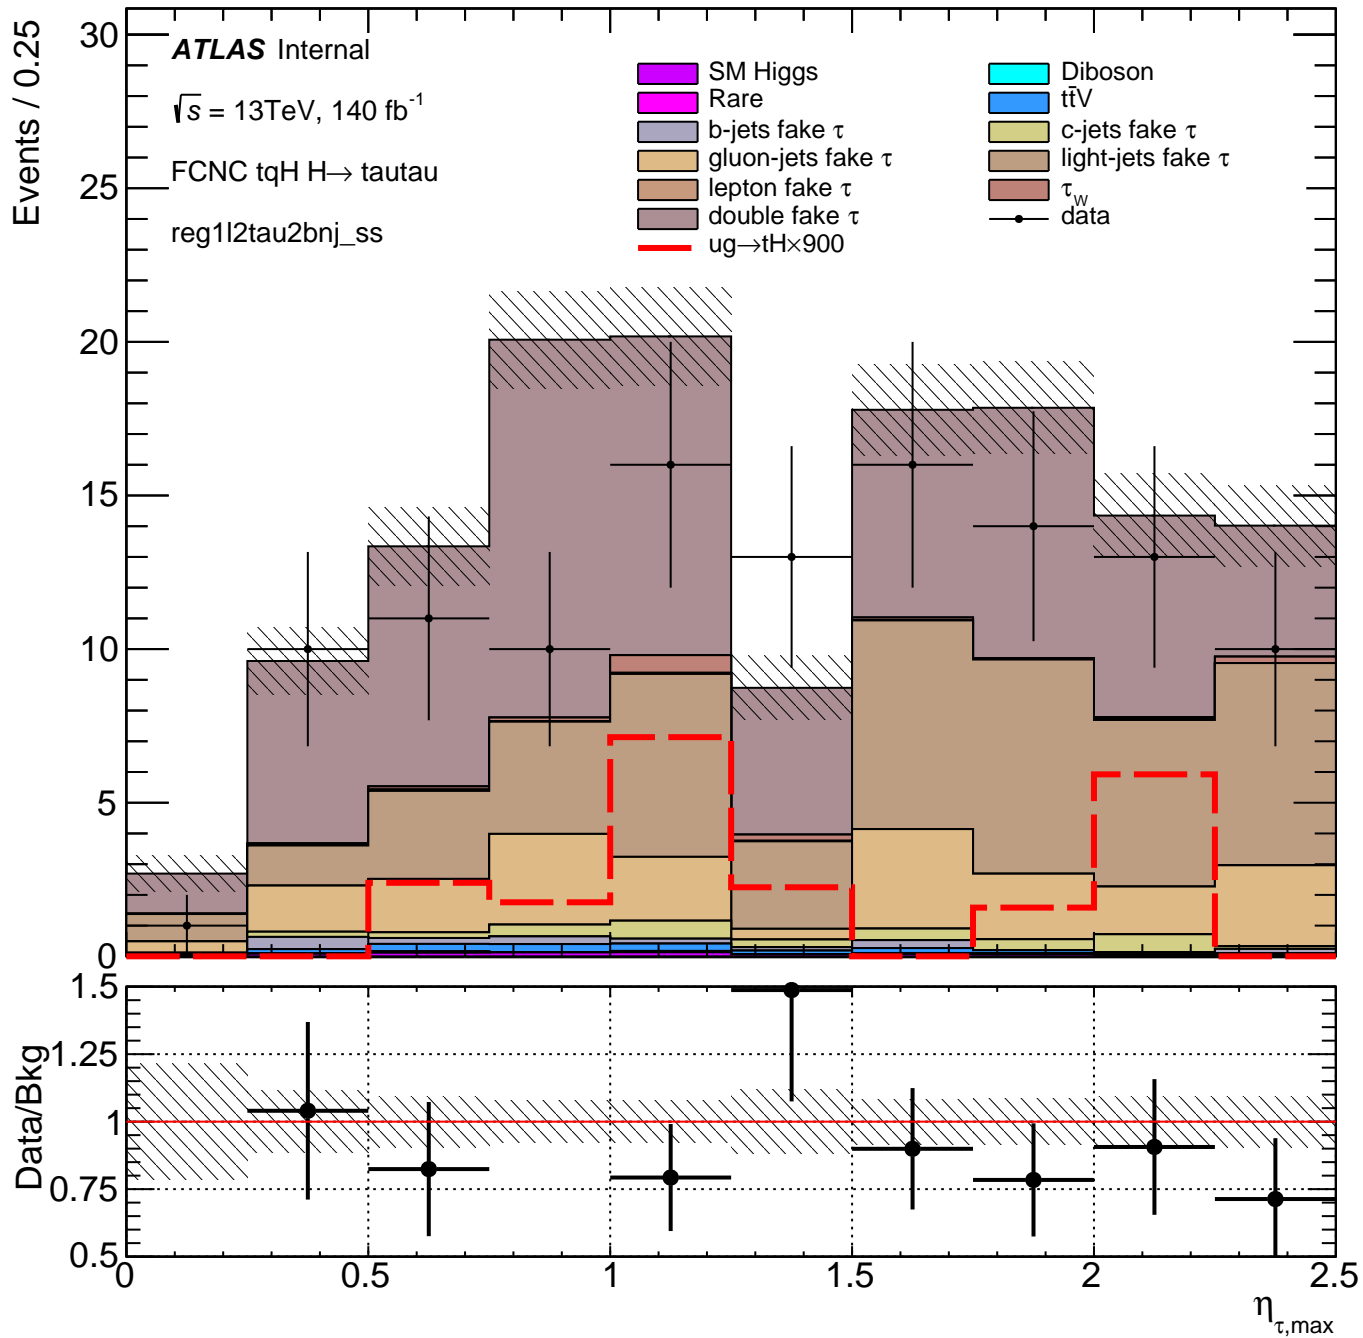 Events / 0.25
30
25
20
15
10
5
0
ATLAS Internal
√s = 13TeV, 140 fb⁻¹
FCNC tqH H→ tautau
reg1l2tau2bnj_ss
SM Higgs
Diboson
Rare
tt̄V
b-jets fake τ
c-jets fake τ
gluon-jets fake τ
light-jets fake τ
lepton fake τ
τ_W
double fake τ
data
ug→tH×900
Data/Bkg
1.5
1.25
1
0.75
0.5
0
0.5
1
1.5
2
2.5
η_τ,max